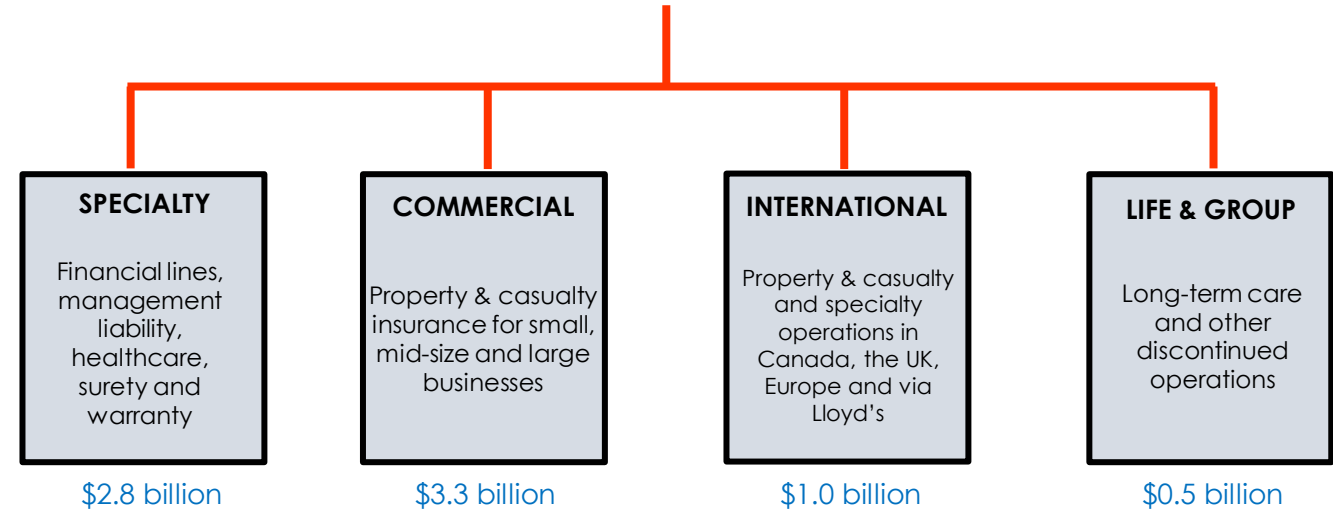 SPECIALTY
Financial lines,
management
liability,
healthcare,
surety and
warranty
$2.8 billion
COMMERCIAL
Property & casualty
insurance for small,
mid-size and large
businesses
$3.3 billion
INTERNATIONAL
Property & casualty
and specialty
operations in
Canada, the UK,
Europe and via
Lloyd’s
$1.0 billion
LIFE & GROUP
Long-term care
and other
discontinued
operations
$0.5 billion